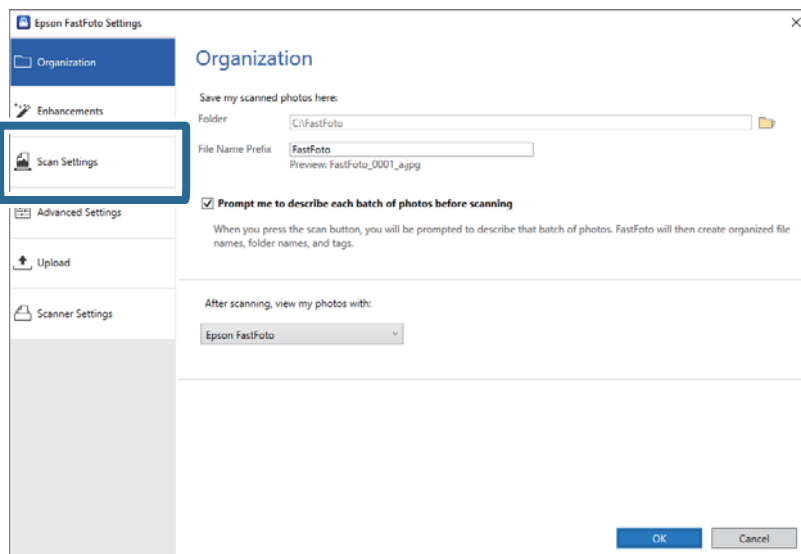 Epson FastFoto Settings
Organization
Enhancements
Scan Settings
Advanced Settings
Upload
Scanner Settings
Organization
Save my scanned photos here:
Folder
C:\FastFoto
File Name Prefix
FastFoto
Preview: FastFoto_0001_a.jpg
Prompt me to describe each batch of photos before scanning
When you press the scan button, you will be prompted to describe that batch of photos. FastFoto will then create organized file
names, folder names, and tags.
After scanning, view my photos with:
Epson FastFoto
OK
Cancel